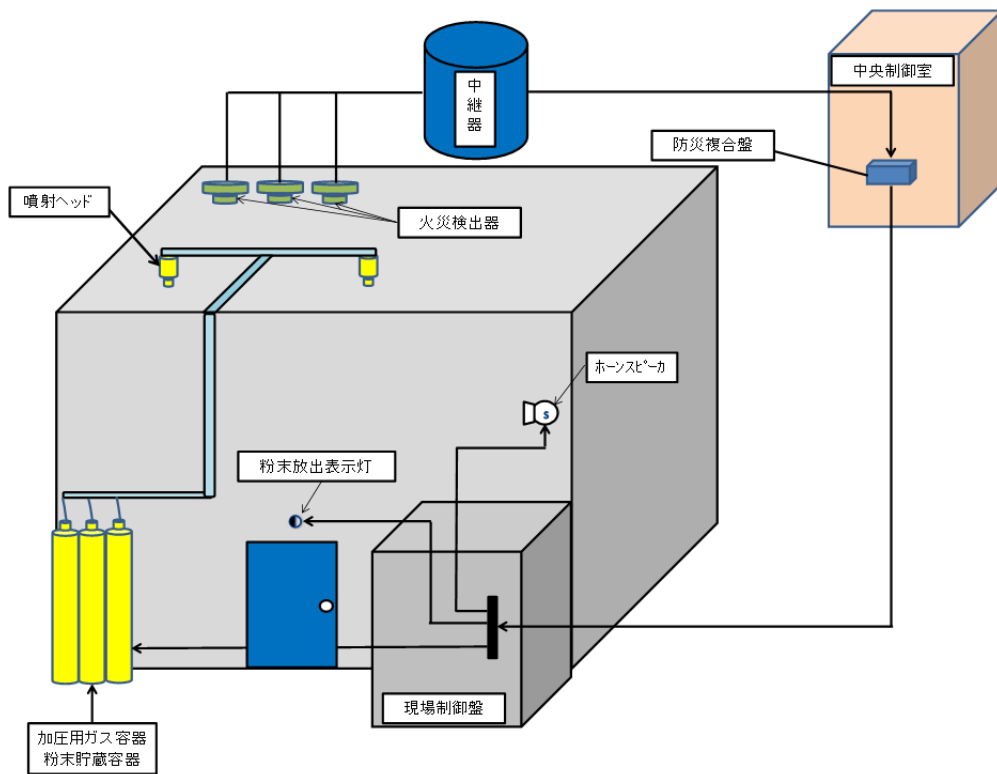 中継器
中央制御室
防災複合盤
噴射ヘッド
火災検出器
ホーンスピーカ
S
粉末放出表示灯
現場制御盤
加圧用ガス容器
粉末貯蔵容器